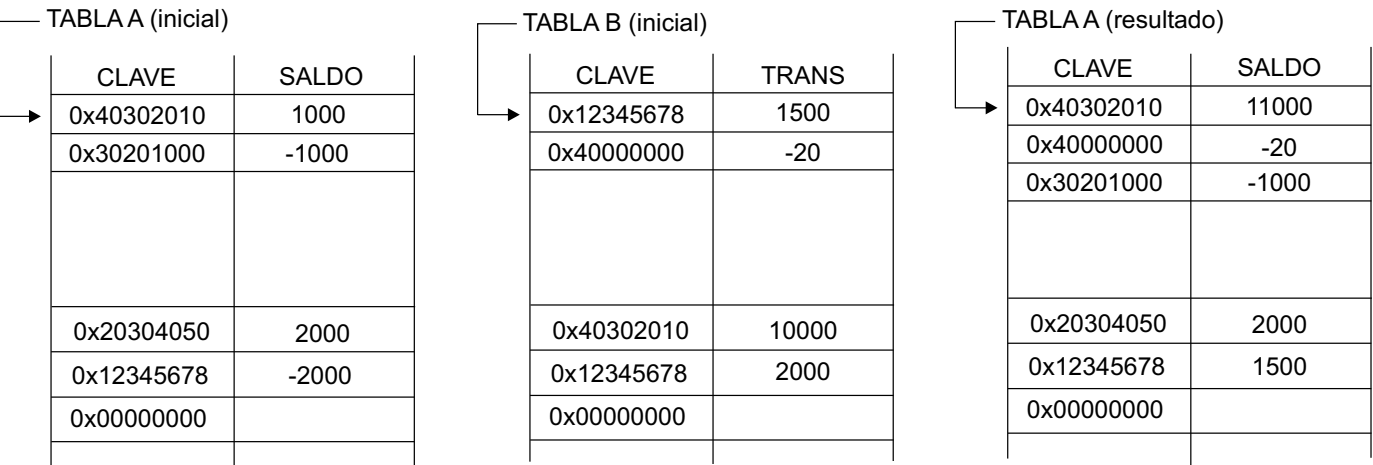 TABLA A (inicial)
CLAVE SALDO
0x40302010 1000
0x30201000 -1000
0x20304050 2000
0x12345678 -2000
0x00000000
TABLA B (inicial)
CLAVE TRANS
0x12345678 1500
0x40000000 -20
0x40302010 10000
0x12345678 2000
0x00000000
TABLA A (resultado)
CLAVE SALDO
0x40302010 11000
0x40000000 -20
0x30201000 -1000
0x20304050 2000
0x12345678 1500
0x00000000